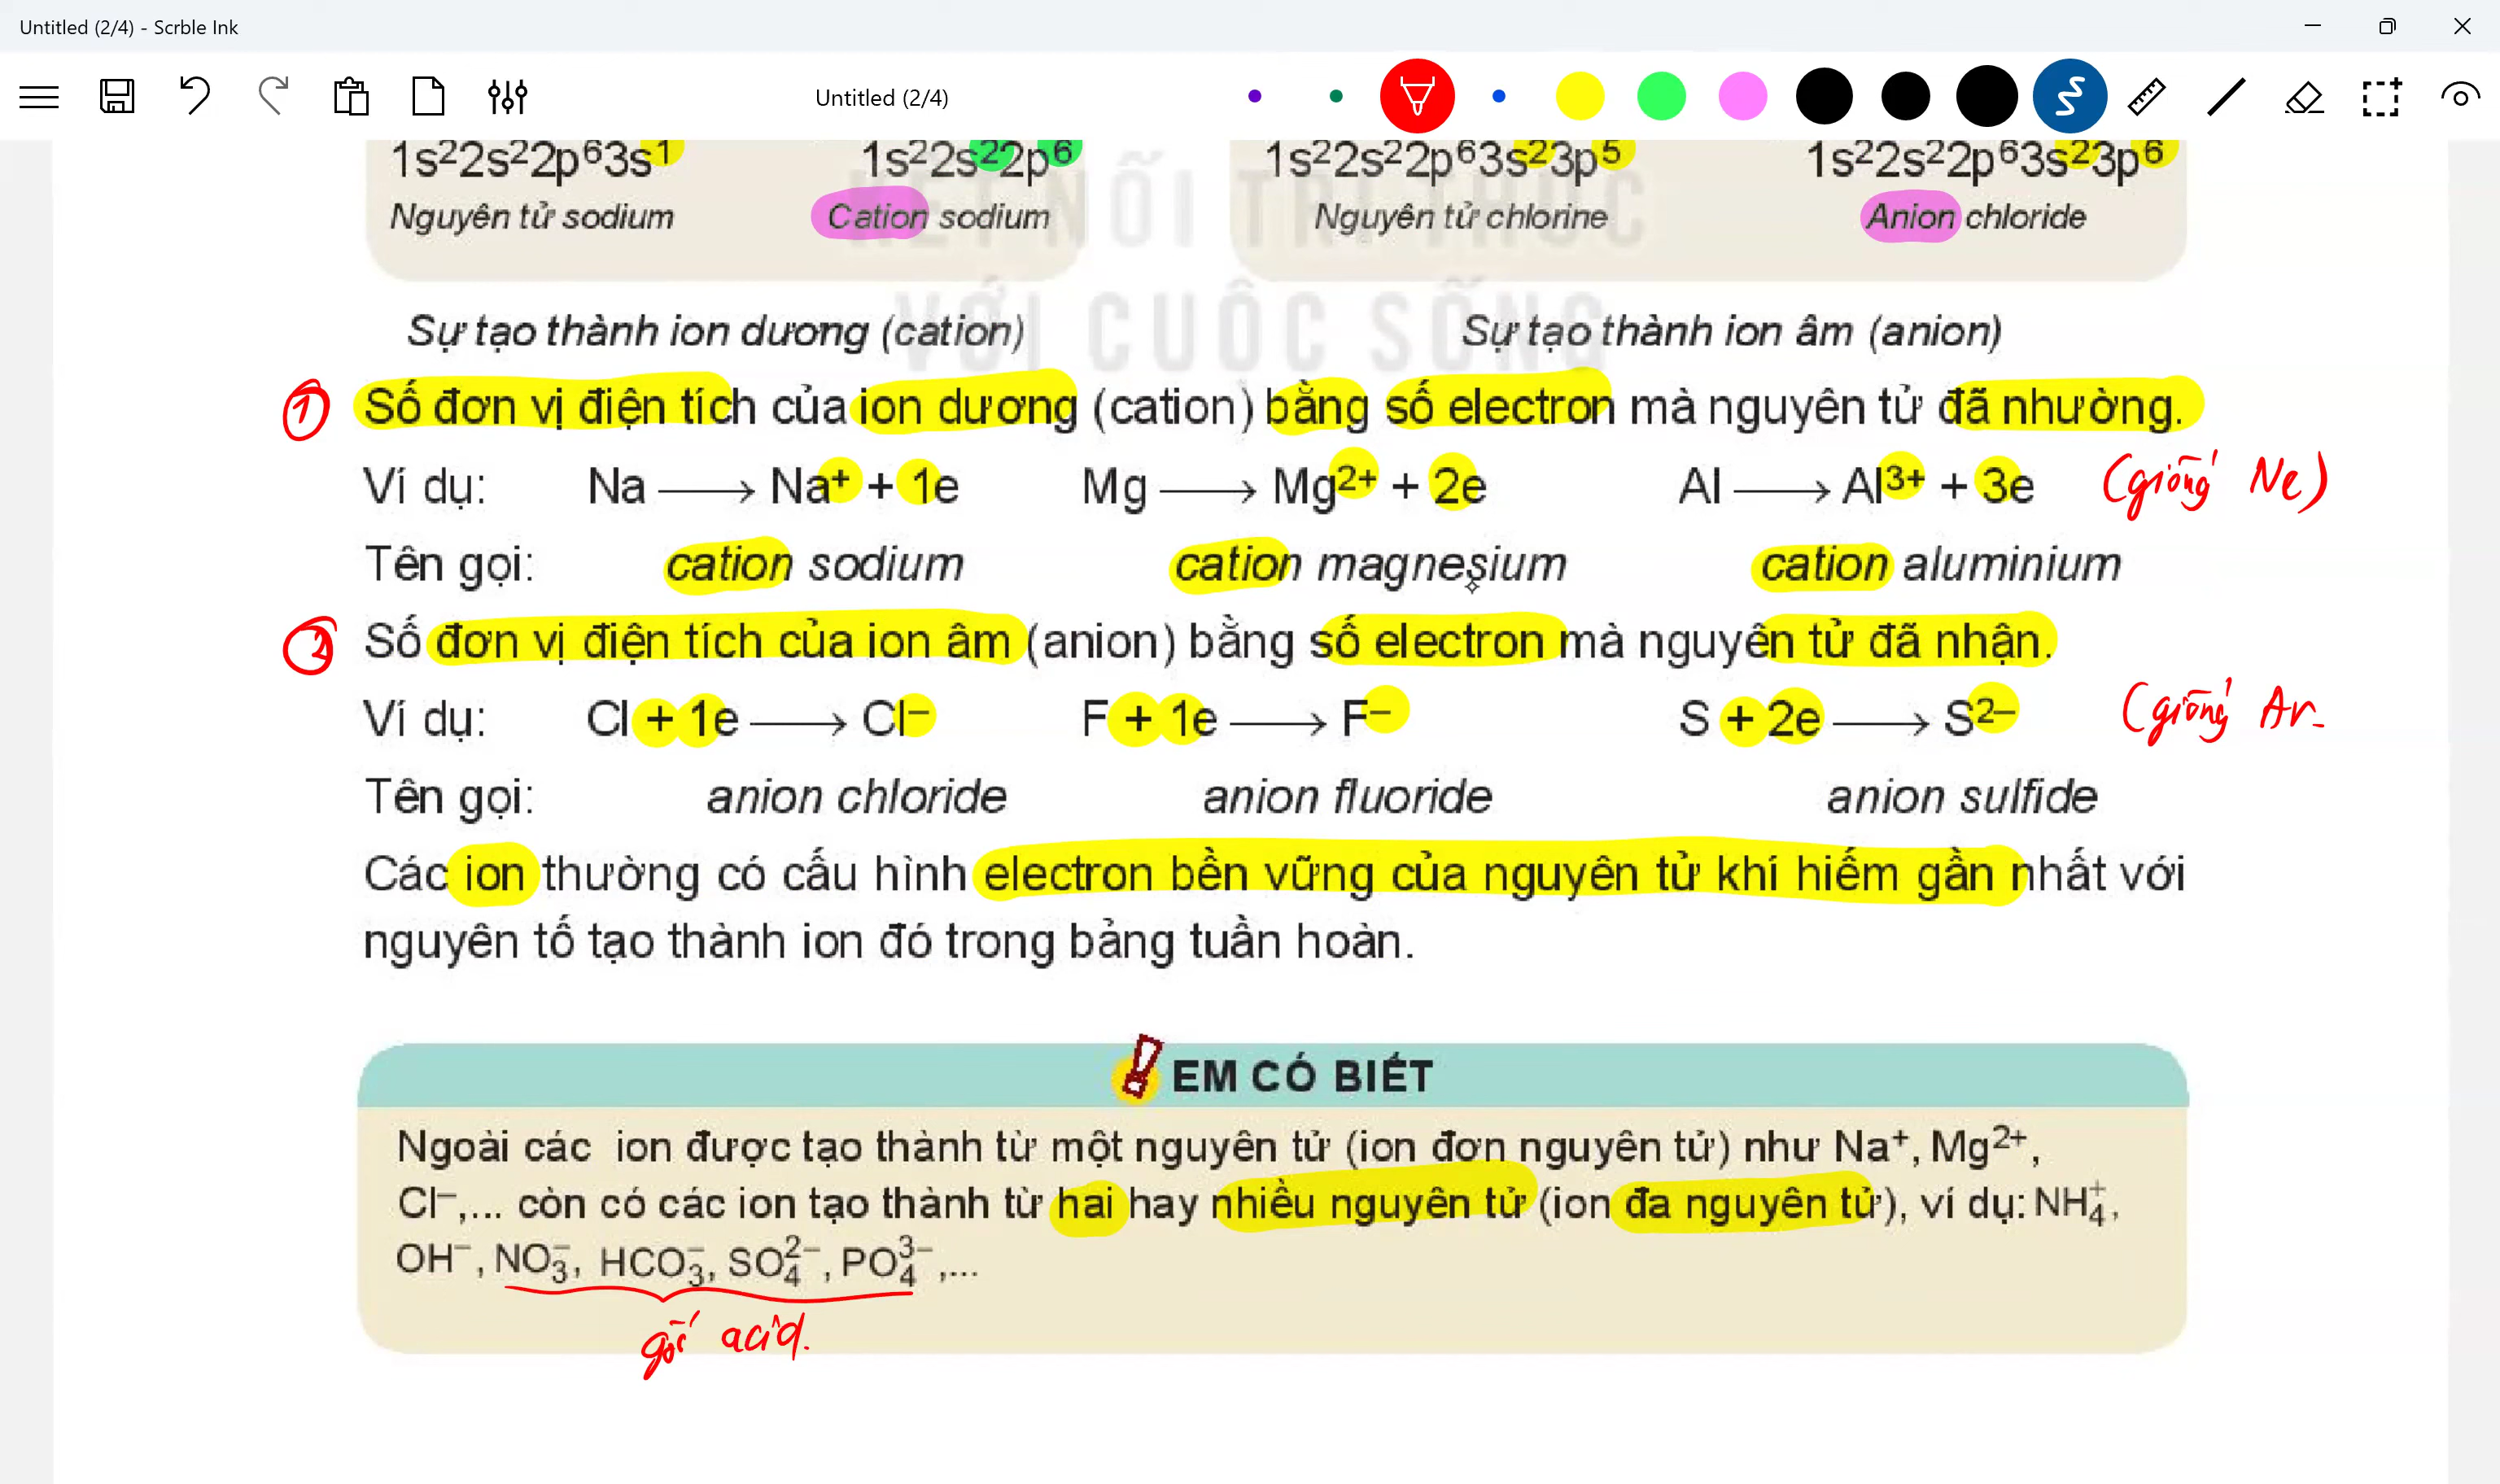 Untitled (2/4) - Scrble Ink
Untitled (2/4)
1s²2s²2p⁶3s¹ 1s²2s²2p⁶ 1s²2s²2p⁶3s²3p⁵ 1s²2s²2p⁶3s²3p⁶
Nguyên tử sodium Cation sodium Nguyên tử chlorine Anion chloride
KẾT NỐI TRI THỨC
VỚI CUỘC SỐNG
Sự tạo thành ion dương (cation) Sự tạo thành ion âm (anion)
① Số đơn vị điện tích của ion dương (cation) bằng số electron mà nguyên tử đã nhường.
Ví dụ: Na ⟶ Na⁺ + 1e Mg ⟶ Mg²⁺ + 2e Al ⟶ Al³⁺ + 3e (giống Ne)
Tên gọi: cation sodium cation magnesium cation aluminium
② Số đơn vị điện tích của ion âm (anion) bằng số electron mà nguyên tử đã nhận.
Ví dụ: Cl + 1e ⟶ Cl⁻ F + 1e ⟶ F⁻ S + 2e ⟶ S²⁻ (giống Ar
Tên gọi: anion chloride anion fluoride anion sulfide
Các ion thường có cấu hình electron bền vững của nguyên tử khí hiếm gần nhất với
nguyên tố tạo thành ion đó trong bảng tuần hoàn.
EM CÓ BIẾT
Ngoài các ion được tạo thành từ một nguyên tử (ion đơn nguyên tử) như Na⁺, Mg²⁺,
Cl⁻,... còn có các ion tạo thành từ hai hay nhiều nguyên tử (ion đa nguyên tử), ví dụ: NH₄⁺,
OH⁻, NO₃⁻, HCO₃⁻, SO₄²⁻, PO₄³⁻,...
gốc acid.